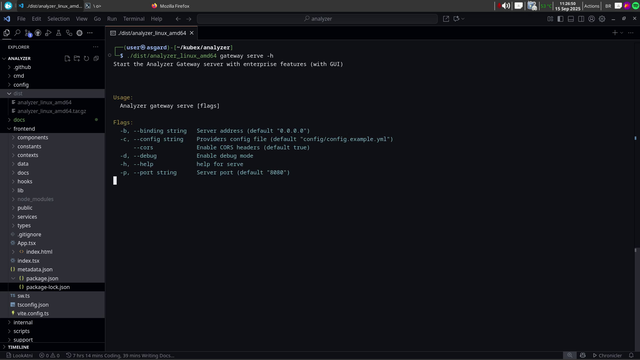 Mozilla Firefox
11:26:50
15 Sep 2025
Actions
BR
File
Edit
Selection
View
Go
Run
Terminal
Help
analyzer
EXPLORER
ANALYZER
.github
cmd
config
dist
analyzer_linux_amd64
analyzer_linux_amd64.tar.gz
docs
frontend
components
constants
contexts
data
docs
hooks
lib
node_modules
public
services
types
.gitignore
App.tsx
index.html
index.tsx
metadata.json
package.json
package-lock.json
sw.ts
tsconfig.json
vite.config.ts
internal
scripts
support
TIMELINE
./dist/analyzer_linux_amd64
(user@asgard)-[~/kubex/analyzer]
./dist/analyzer_linux_amd64 gateway serve -h
Start the Analyzer Gateway server with enterprise features (with GUI)
Usage:
Analyzer gateway serve [flags]
Flags:
-b, --binding string Server address (default "0.0.0.0")
-c, --config string Providers config file (default "config/config.example.yml")
--cors Enable CORS headers (default true)
-d, --debug Enable debug mode
-h, --help help for serve
-p, --port string Server port (default "8080")
LookAtni
0
0
7 hrs 14 mins Coding, 39 mins Writing Docs...
Chronicler